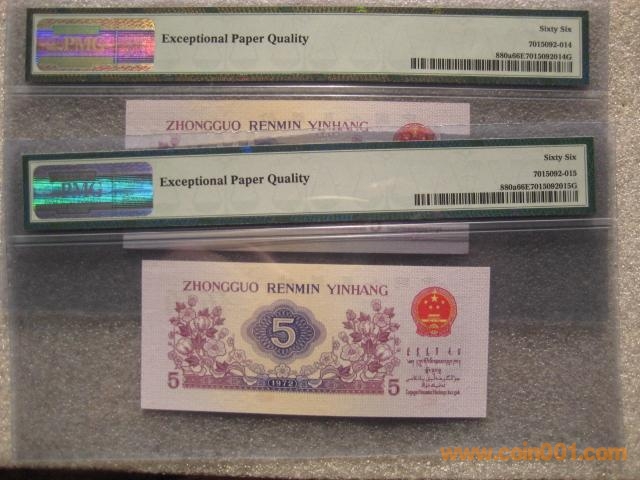 PMG
Exceptional Paper Quality
Sixty Six
7015092-014
880a66E7015092014G
ZHONGGUO RENMIN YINHANG
PMG
Exceptional Paper Quality
Sixty Six
7015092-015
880a66E7015092015G
5
ZHONGGUO RENMIN YINHANG
5
5
1972
5
www.coin001.com